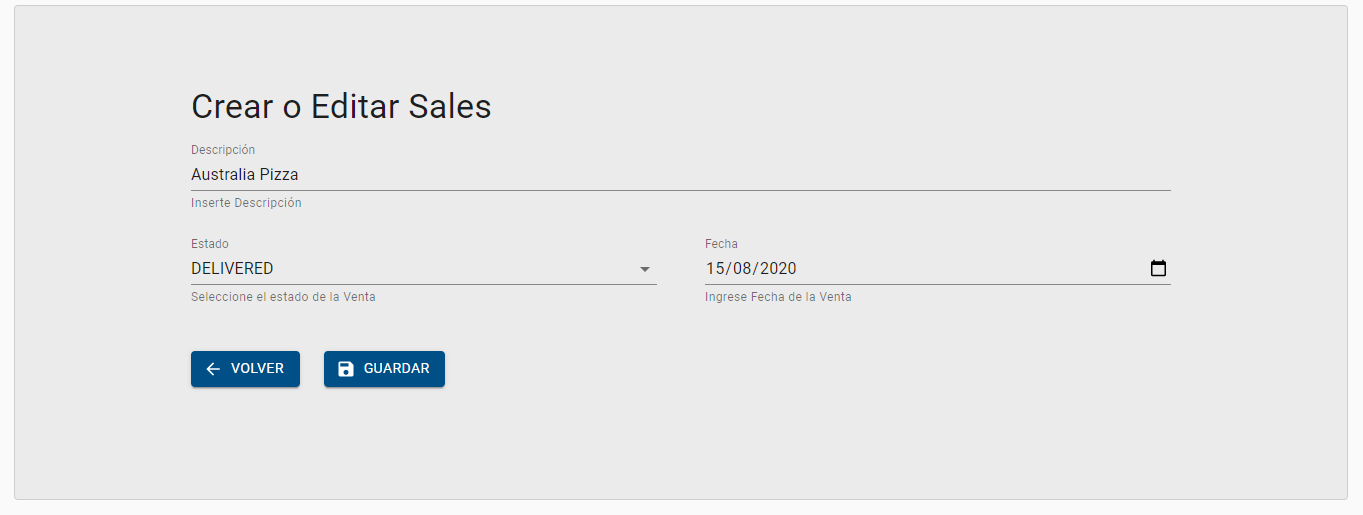 Crear o Editar Sales
Descripción
Australia Pizza
Inserte Descripción
Estado
DELIVERED
Seleccione el estado de la Venta
Fecha
15/08/2020
Ingrese Fecha de la Venta
VOLVER
GUARDAR